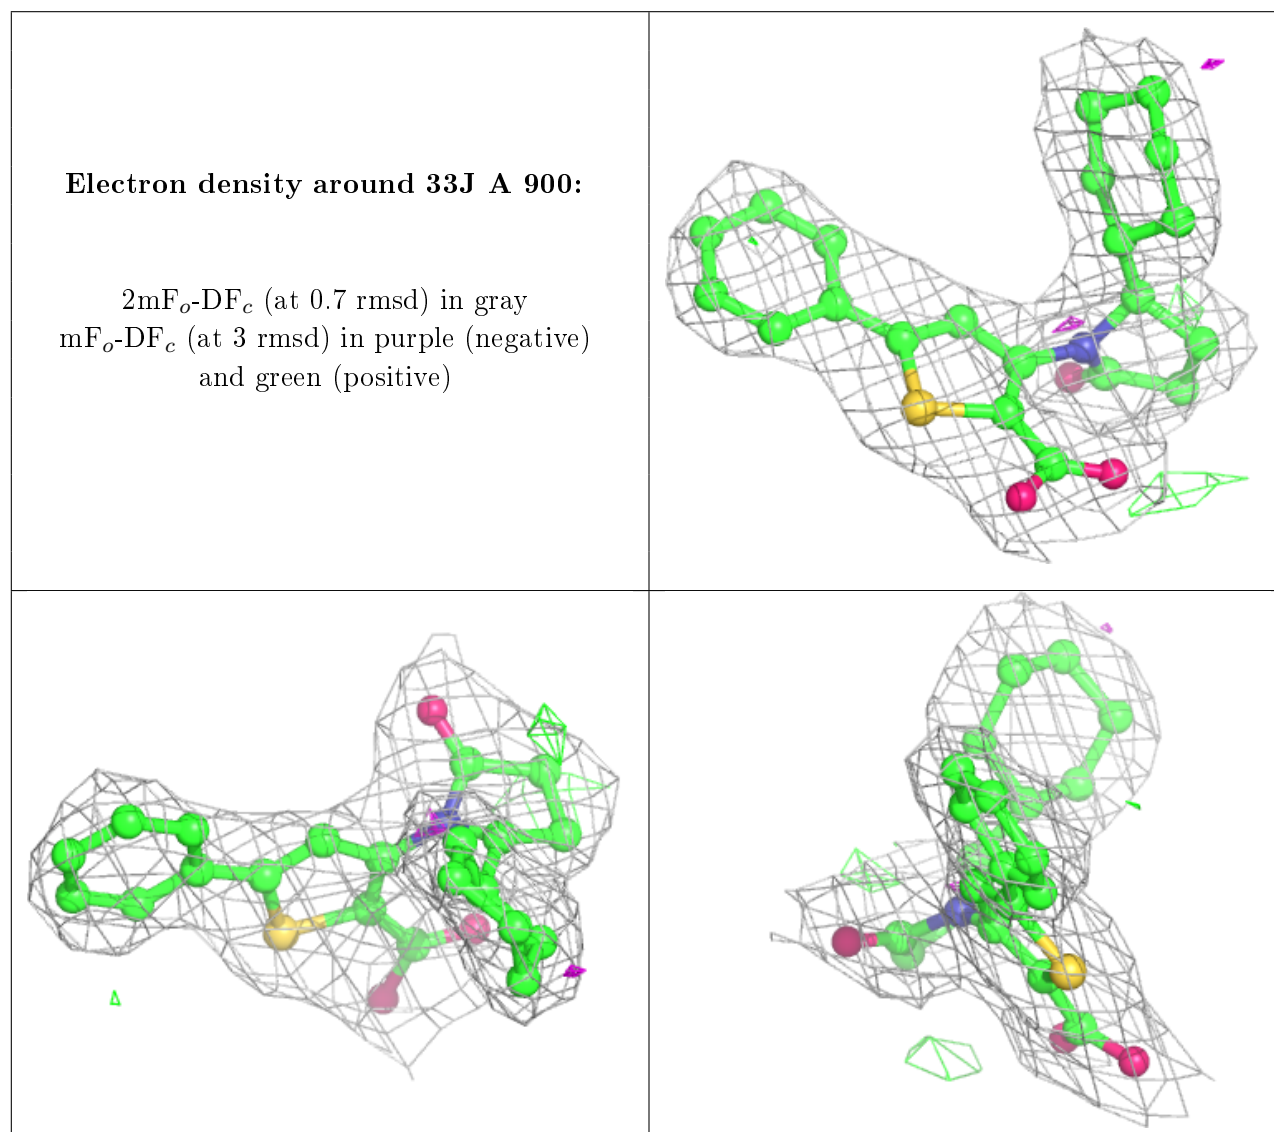 Electron density around 33J A 900:
2mFo-DFc (at 0.7 rmsd) in gray
mFo-DFc (at 3 rmsd) in purple (negative)
and green (positive)